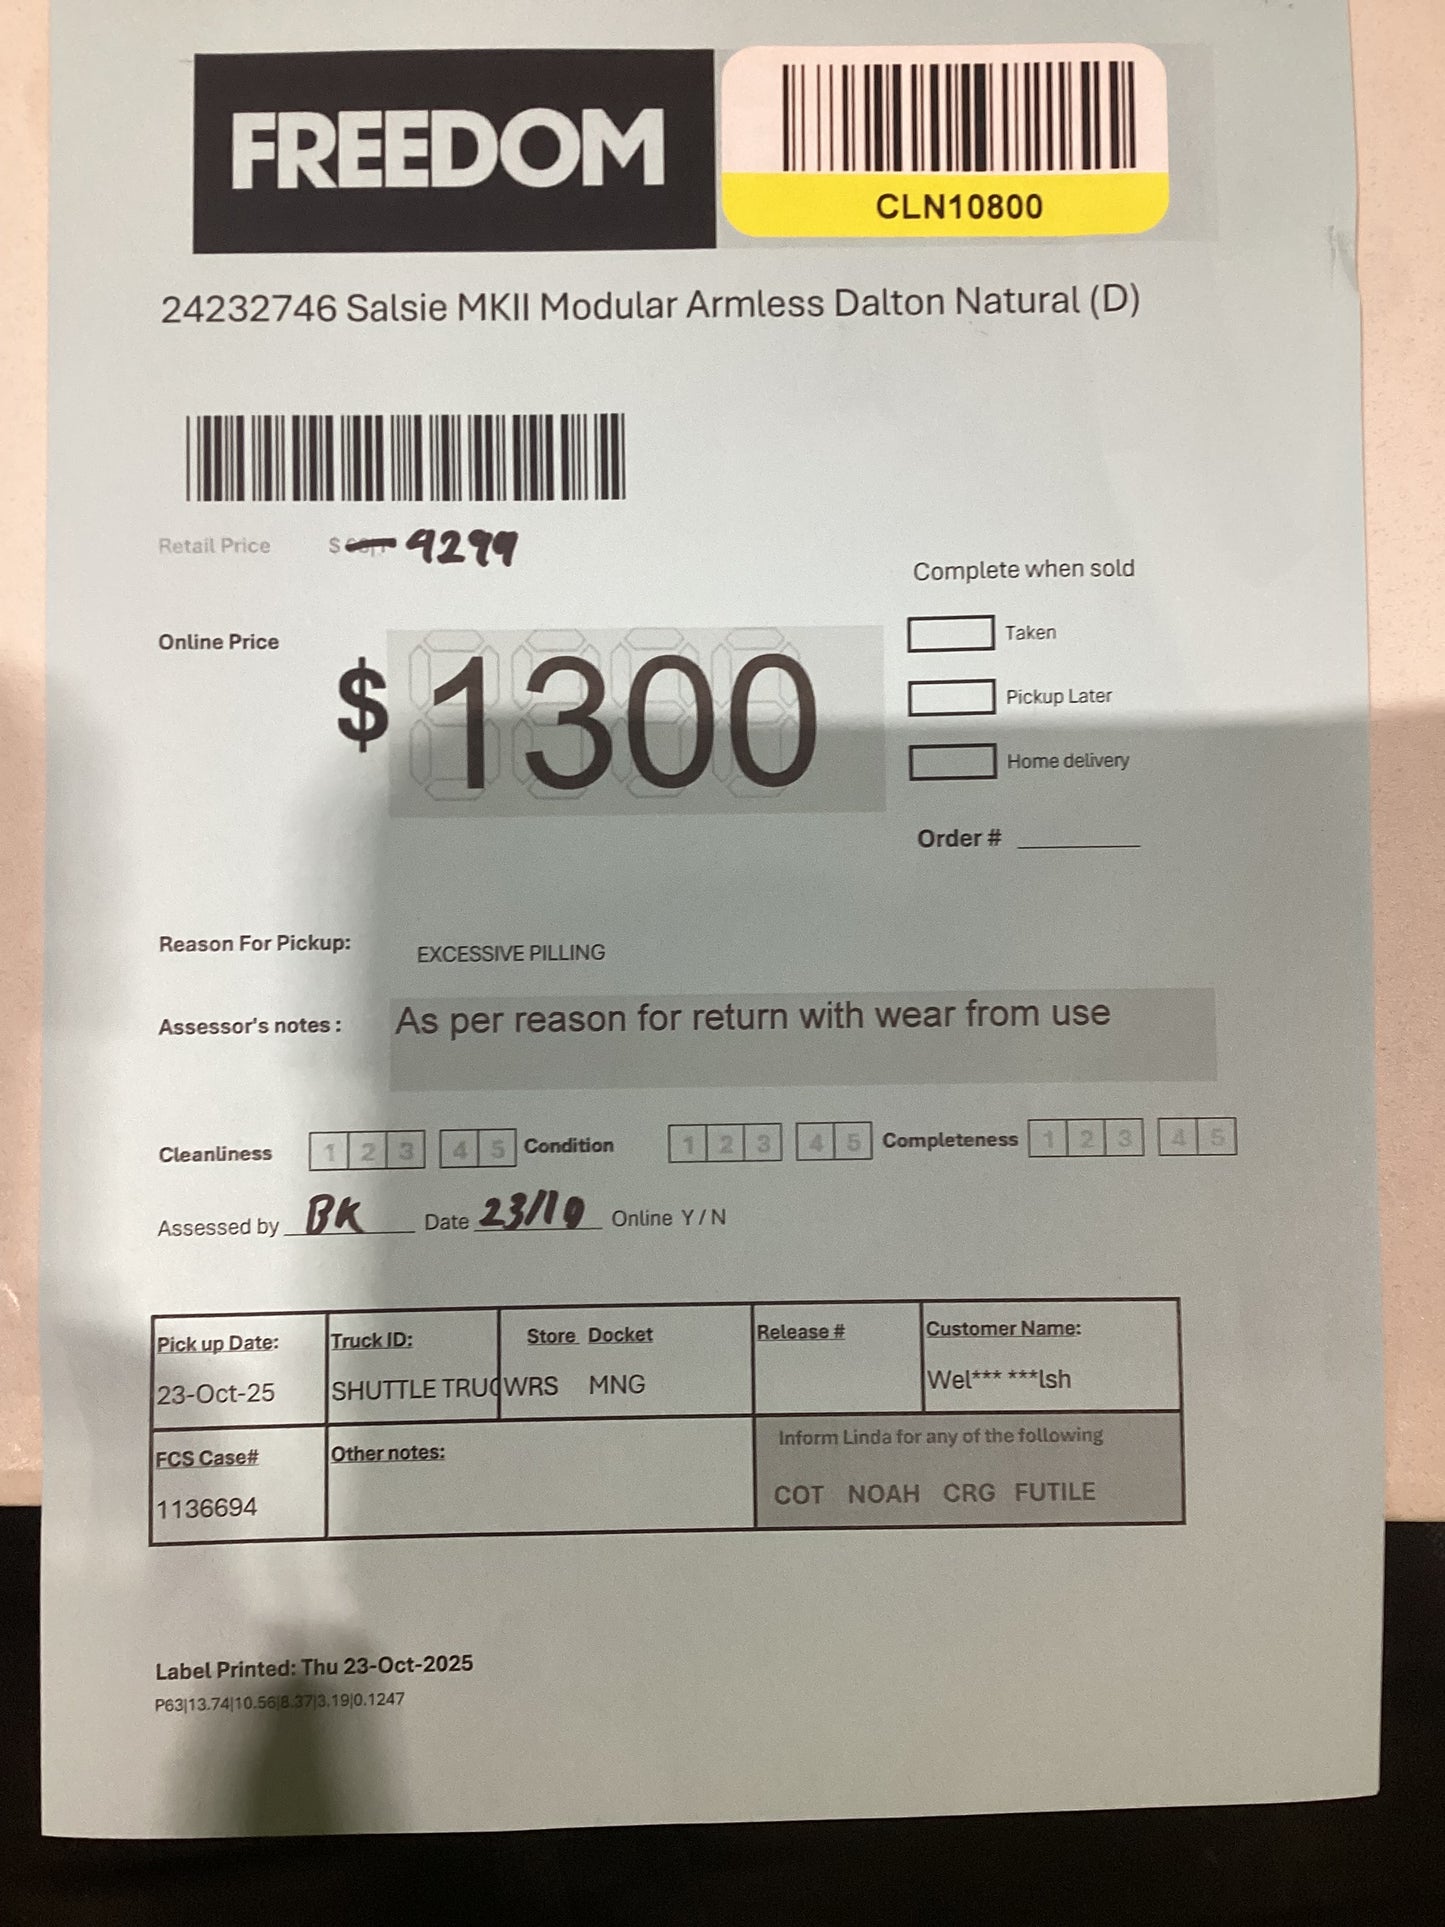 FREEDOM
CLN10800
24232746 Salsie MKII Modular Armless Dalton Natural (D)
Retail Price $ 4299
Complete when sold
Online Price
$ 1300
Taken
Pickup Later
Home delivery
Order #
Reason For Pickup: EXCESSIVE PILLING
Assessor's notes : As per reason for return with wear from use
Cleanliness 1 2 3 4 5 Condition 1 2 3 4 5 Completeness 1 2 3 4 5
Assessed by BK Date 23/10 Online Y / N
Pick up Date: Truck ID: Store Docket Release # Customer Name:
23-Oct-25 SHUTTLE TRUC WRS MNG Wel*** ***lsh
FCS Case# Other notes: Inform Linda for any of the following
1136694 COT NOAH CRG FUTILE
Label Printed: Thu 23-Oct-2025
P63|13.74|10.56|8.37|3.19|0.1247